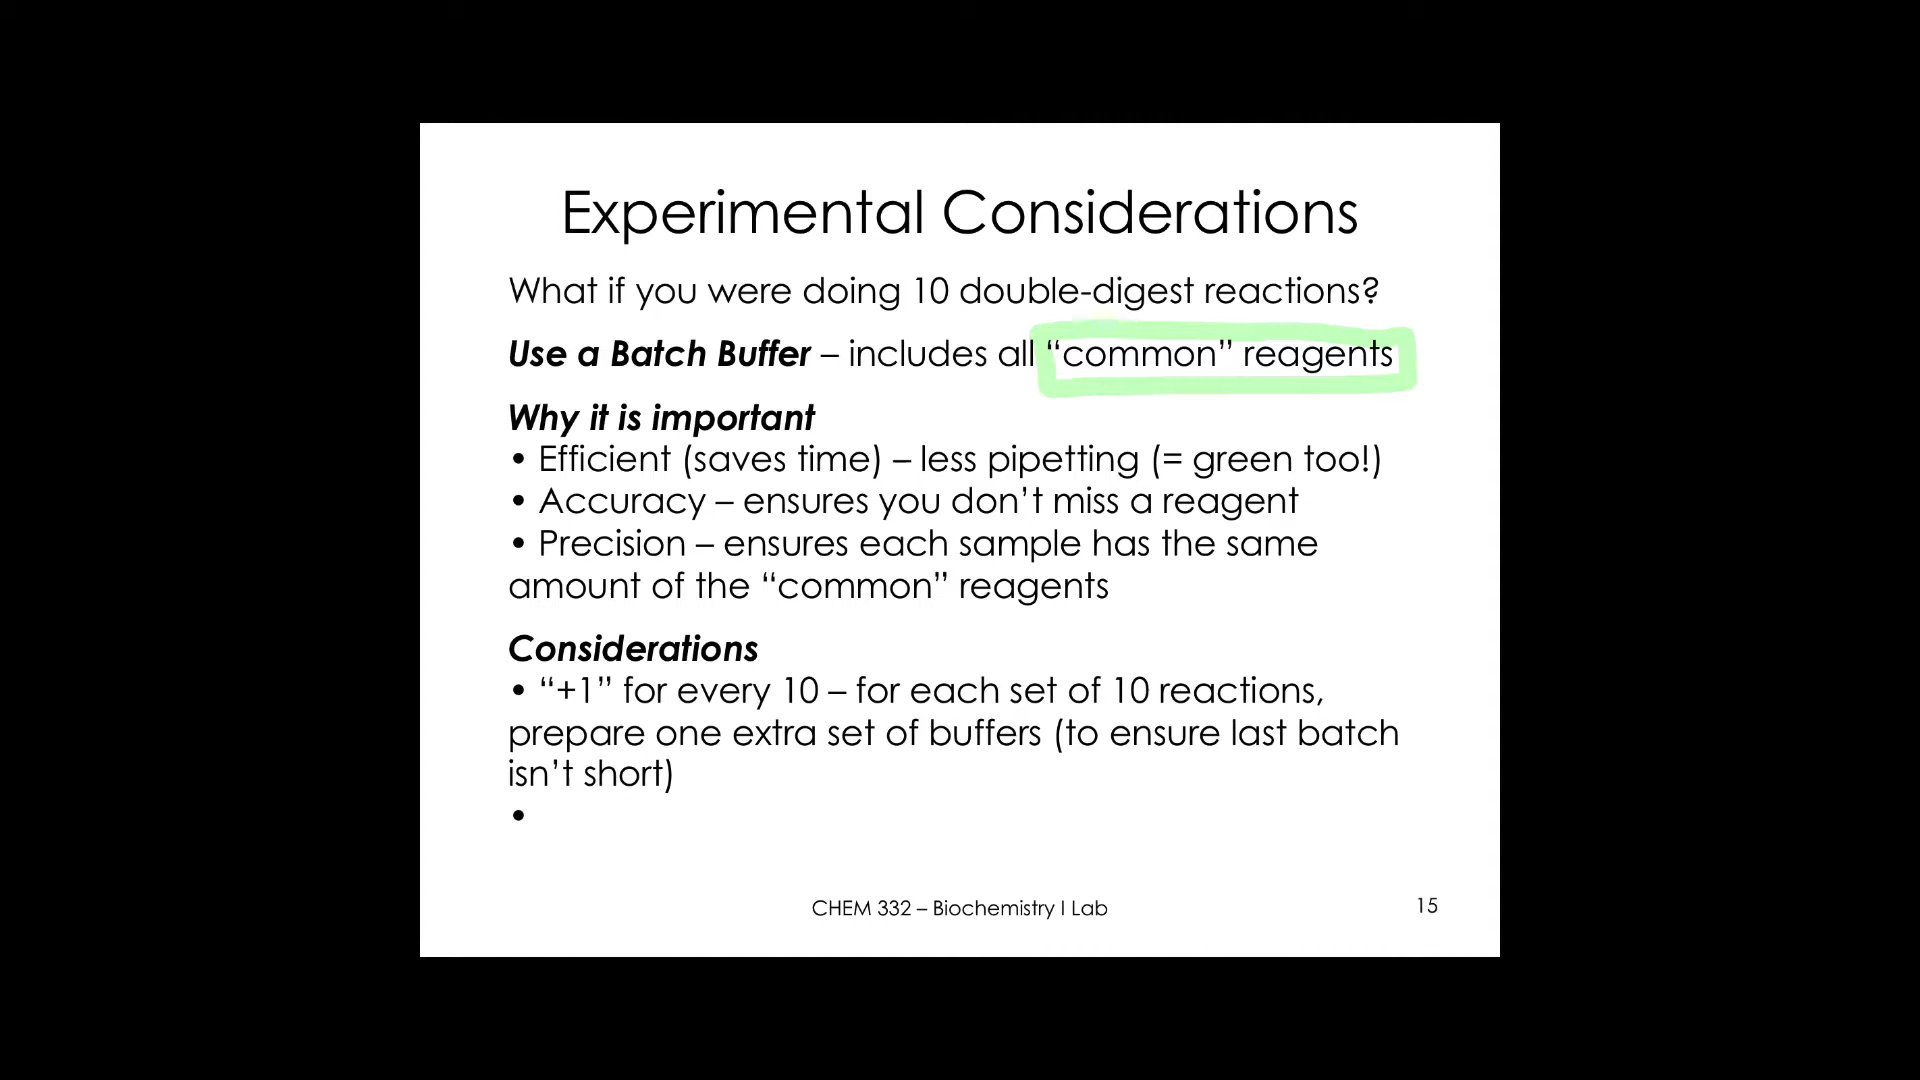 Experimental Considerations
What if you were doing 10 double-digest reactions?
Use a Batch Buffer – includes all “common” reagents
Why it is important
• Efficient (saves time) – less pipetting (= green too!)
• Accuracy – ensures you don’t miss a reagent
• Precision – ensures each sample has the same
amount of the “common” reagents
Considerations
• “+1” for every 10 – for each set of 10 reactions,
prepare one extra set of buffers (to ensure last batch
isn’t short)
•
CHEM 332 – Biochemistry I Lab
15